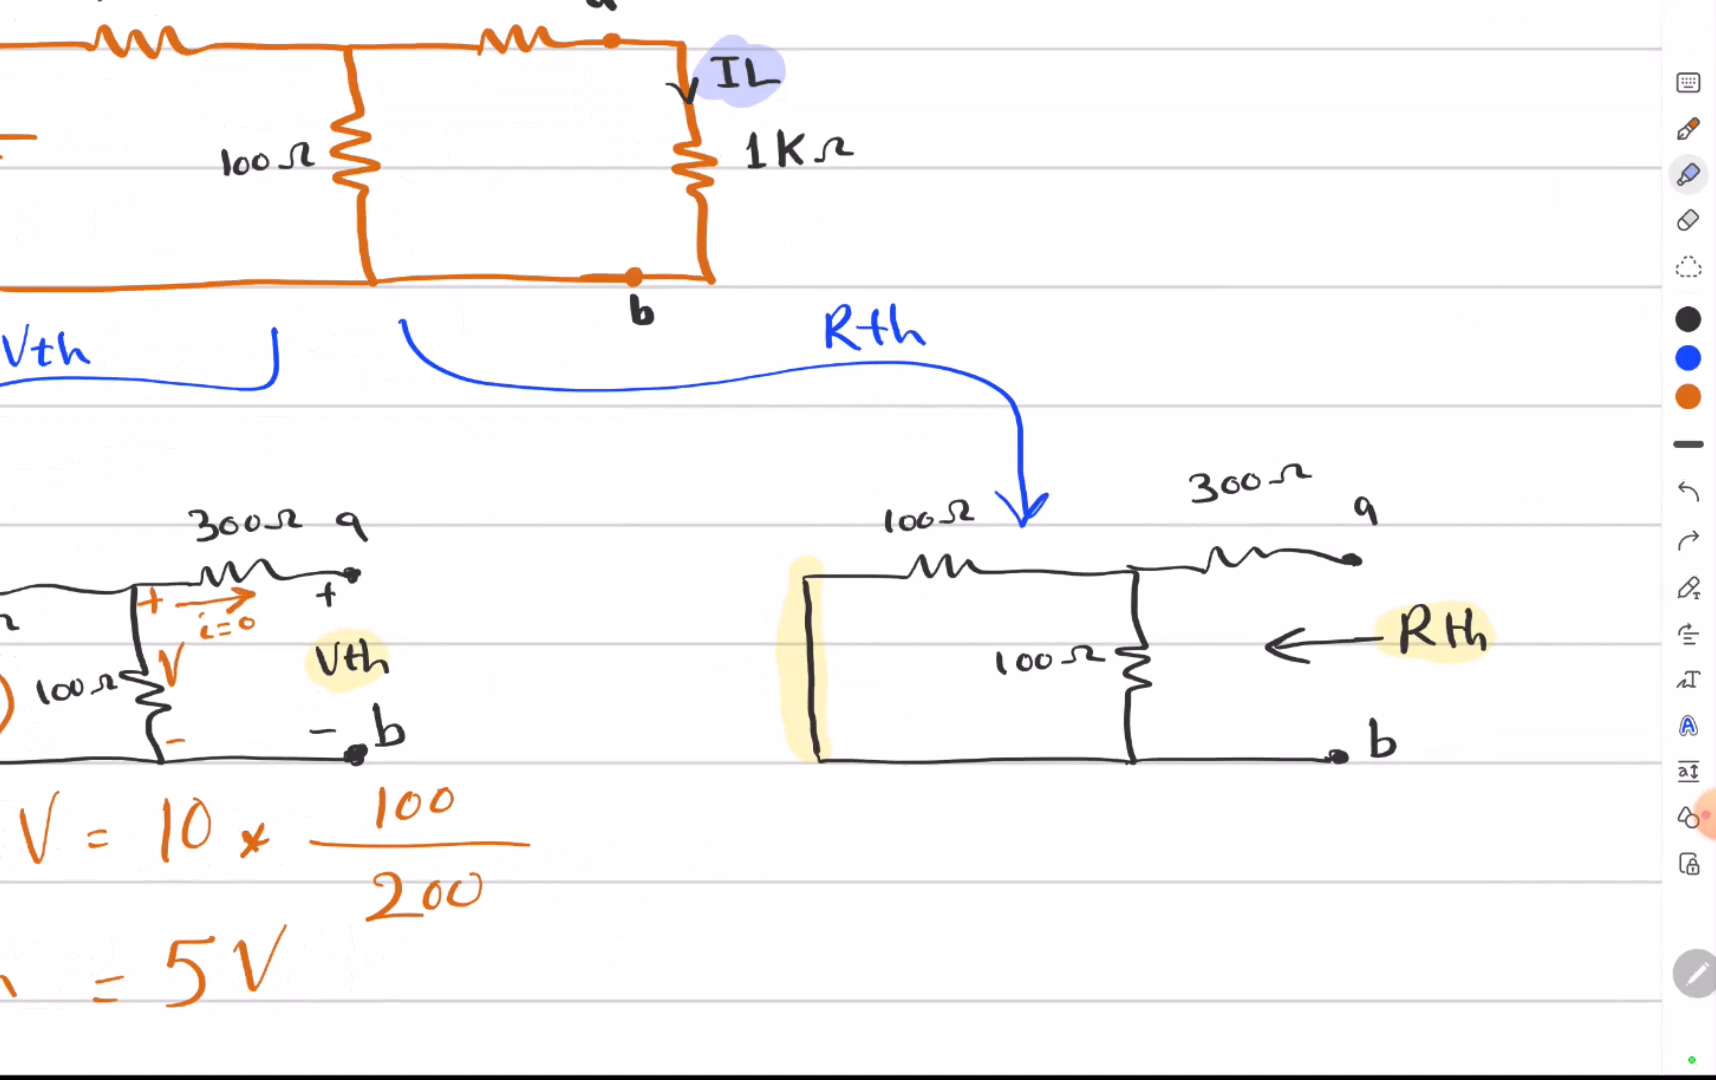 IL
100Ω
1KΩ
b
Vth
Rth
300Ω
a
300Ω
a
100Ω
+
i=0
+
V
Vth
100Ω
-
-
b
100Ω
Rth
b
V = 10 * 100
200
= 5V